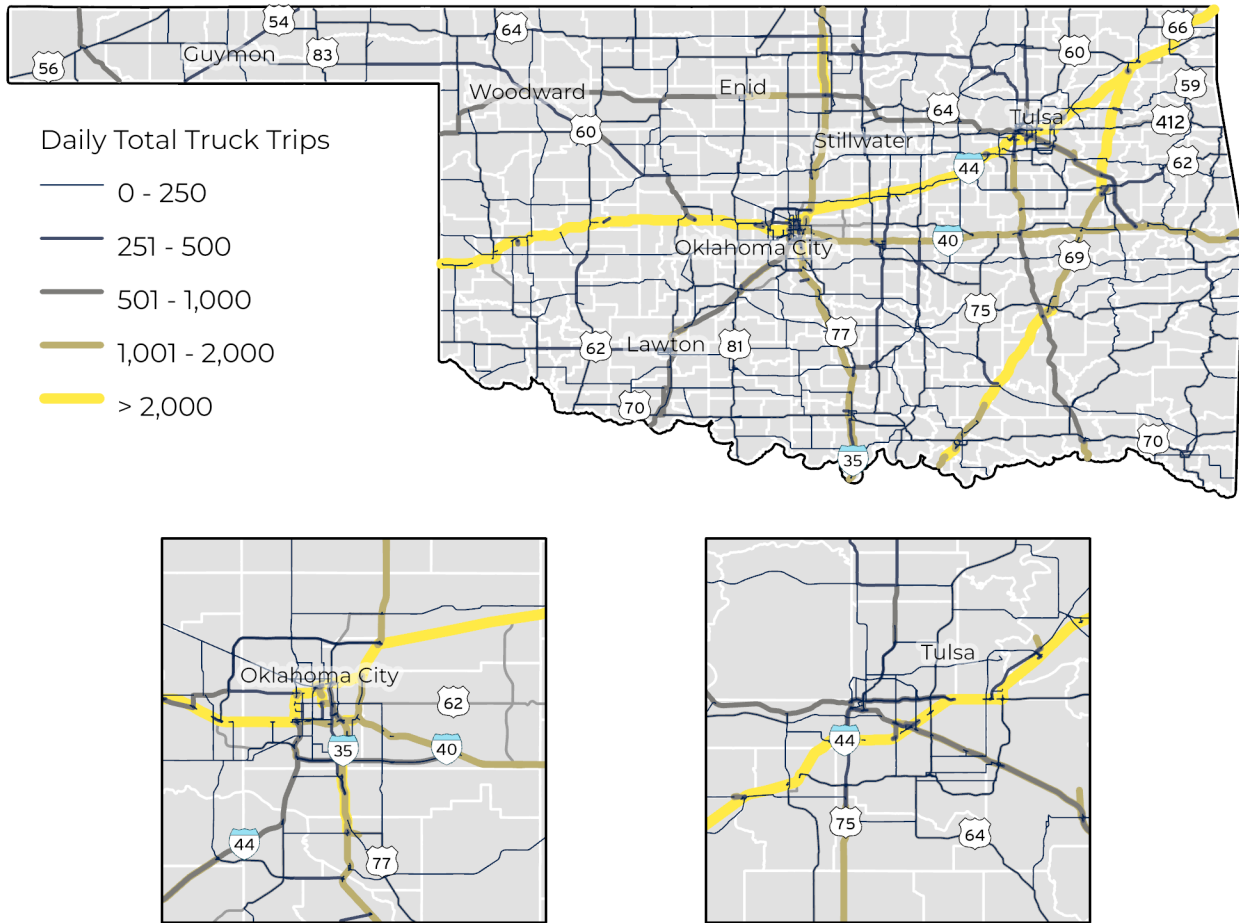 54
64
66
Guymon
83
60
56
59
Woodward
Enid
64
Tulsa
412
60
Stillwater
62
44
Daily Total Truck Trips
0 - 250
251 - 500
501 - 1,000
1,001 - 2,000
> 2,000
Oklahoma City
40
69
75
77
62
Lawton
81
70
70
35
Oklahoma City
62
35
40
44
77
Tulsa
44
75
64